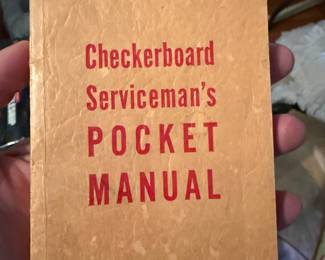 Checkerboard
Serviceman's
POCKET
MANUAL